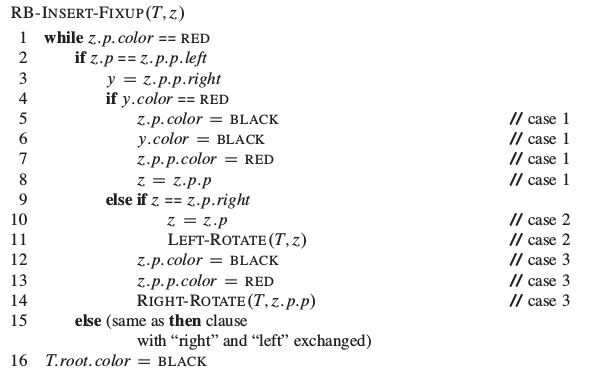 RB-INSERT-FIXUP(T, z)
1 while z.p.color == RED
2 if z.p == z.p.p.left
3 y = z.p.p.right
4 if y.color == RED
5 z.p.color = BLACK // case 1
6 y.color = BLACK // case 1
7 z.p.p.color = RED // case 1
8 z = z.p.p // case 1
9 else if z == z.p.right
10 z = z.p // case 2
11 LEFT-ROTATE(T, z) // case 2
12 z.p.color = BLACK // case 3
13 z.p.p.color = RED // case 3
14 RIGHT-ROTATE(T, z.p.p) // case 3
15 else (same as then clause
with “right” and “left” exchanged)
16 T.root.color = BLACK